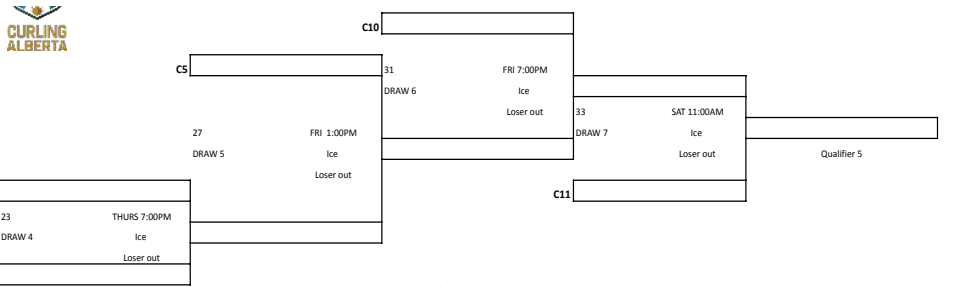 CURLING
ALBERTA
C10
C5
31 FRI 7:00PM
DRAW 6 Ice
Loser out
33 SAT 11:00AM
DRAW 7 Ice
Loser out
Qualifier 5
27 FRI 1:00PM
DRAW 5 Ice
Loser out
C11
23 THURS 7:00PM
DRAW 4 Ice
Loser out